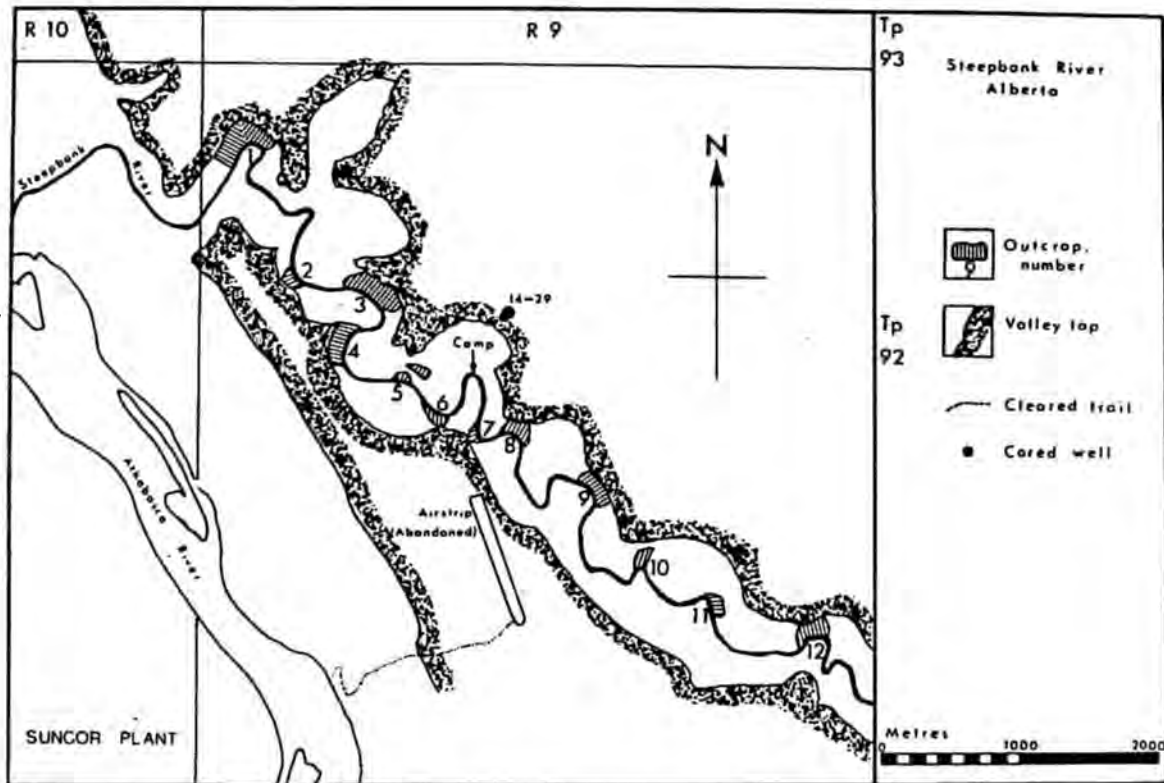 R 10
R 9
Tp
93
Steepbank River
Alberta
Steepbank
River
1
N
Outcrop,
number
2
3
14-29
Tp
92
Valley top
4
Camp
5
6
7
8
Cleared trail
Cored well
9
Airstrip
(Abandoned)
Athabasca
River
10
11
12
SUNCOR PLANT
Metres
0 1000 2000